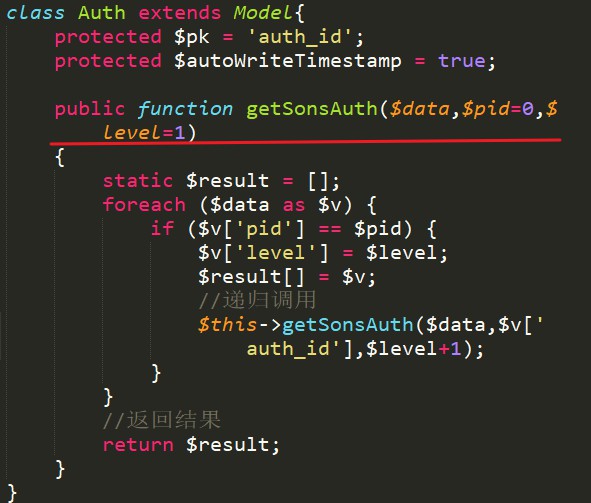 class Auth extends Model{
    protected $pk = 'auth_id';
    protected $autoWriteTimestamp = true;

    public function getSonsAuth($data,$pid=0,$
        level=1)
    {
        static $result = [];
        foreach ($data as $v) {
            if ($v['pid'] == $pid) {
                $v['level'] = $level;
                $result[] = $v;
                //递归调用
                $this->getSonsAuth($data,$v['
                    auth_id'],$level+1);
            }
        }
        //返回结果
        return $result;
    }
}